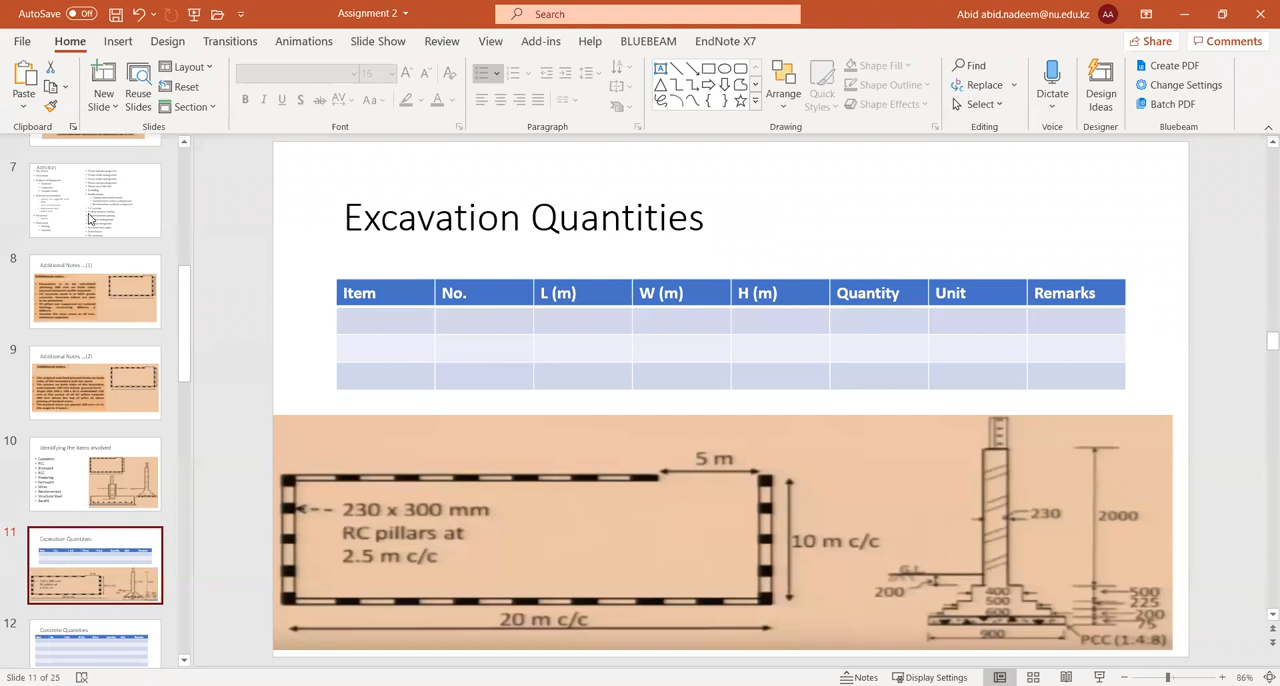 AutoSave Off
Assignment 2
Search
Abid abid.nadeem@nu.edu.kz AA
File Home Insert Design Transitions Animations Slide Show Review View Add-ins Help BLUEBEAM EndNote X7
Share Comments
Paste
New Slide
Reuse Slides
Layout
Reset
Section
16
Shape Fill
Shape Outline
Shape Effects
Arrange
Quick Styles
Find
Replace
Select
Dictate
Design Ideas
Create PDF
Change Settings
Batch PDF
Clipboard Slides Font Paragraph Drawing Editing Voice Designer Bluebeam
7
8
Additional Notes ...(1)
9
Additional Notes ...(2)
10
Identifying the items involved
11
Excavation Quantities
12
Concrete Quantities
Excavation Quantities
Item No. L (m) W (m) H (m) Quantity Unit Remarks
5 m
230 x 300 mm
RC pillars at
2.5 m c/c
10 m c/c
20 m c/c
230
2000
G.L
200
400
500
600
500
225
200
75
900
PCC (1:4:8)
Slide 11 of 25
Notes Display Settings 86%